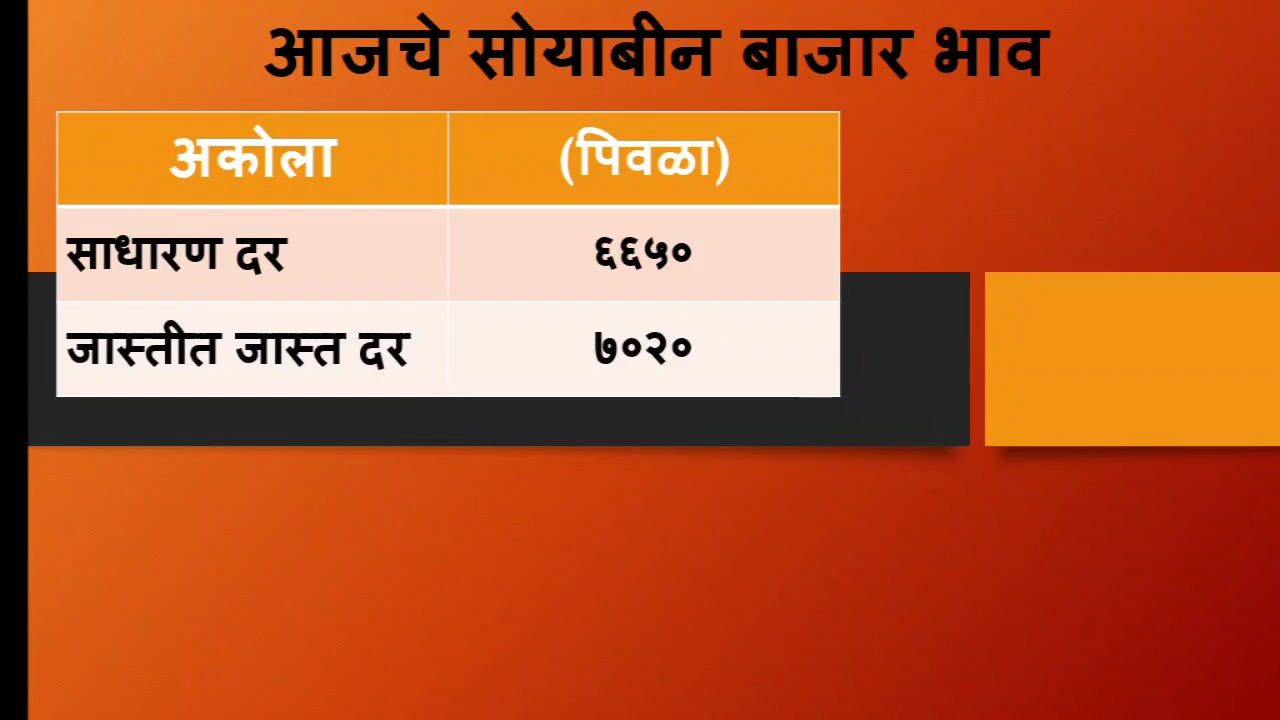 आजचे सोयाबीन बाजार भाव
अकोला (पिवळा)
साधारण दर ६६५०
जास्तीत जास्त दर ७०२०